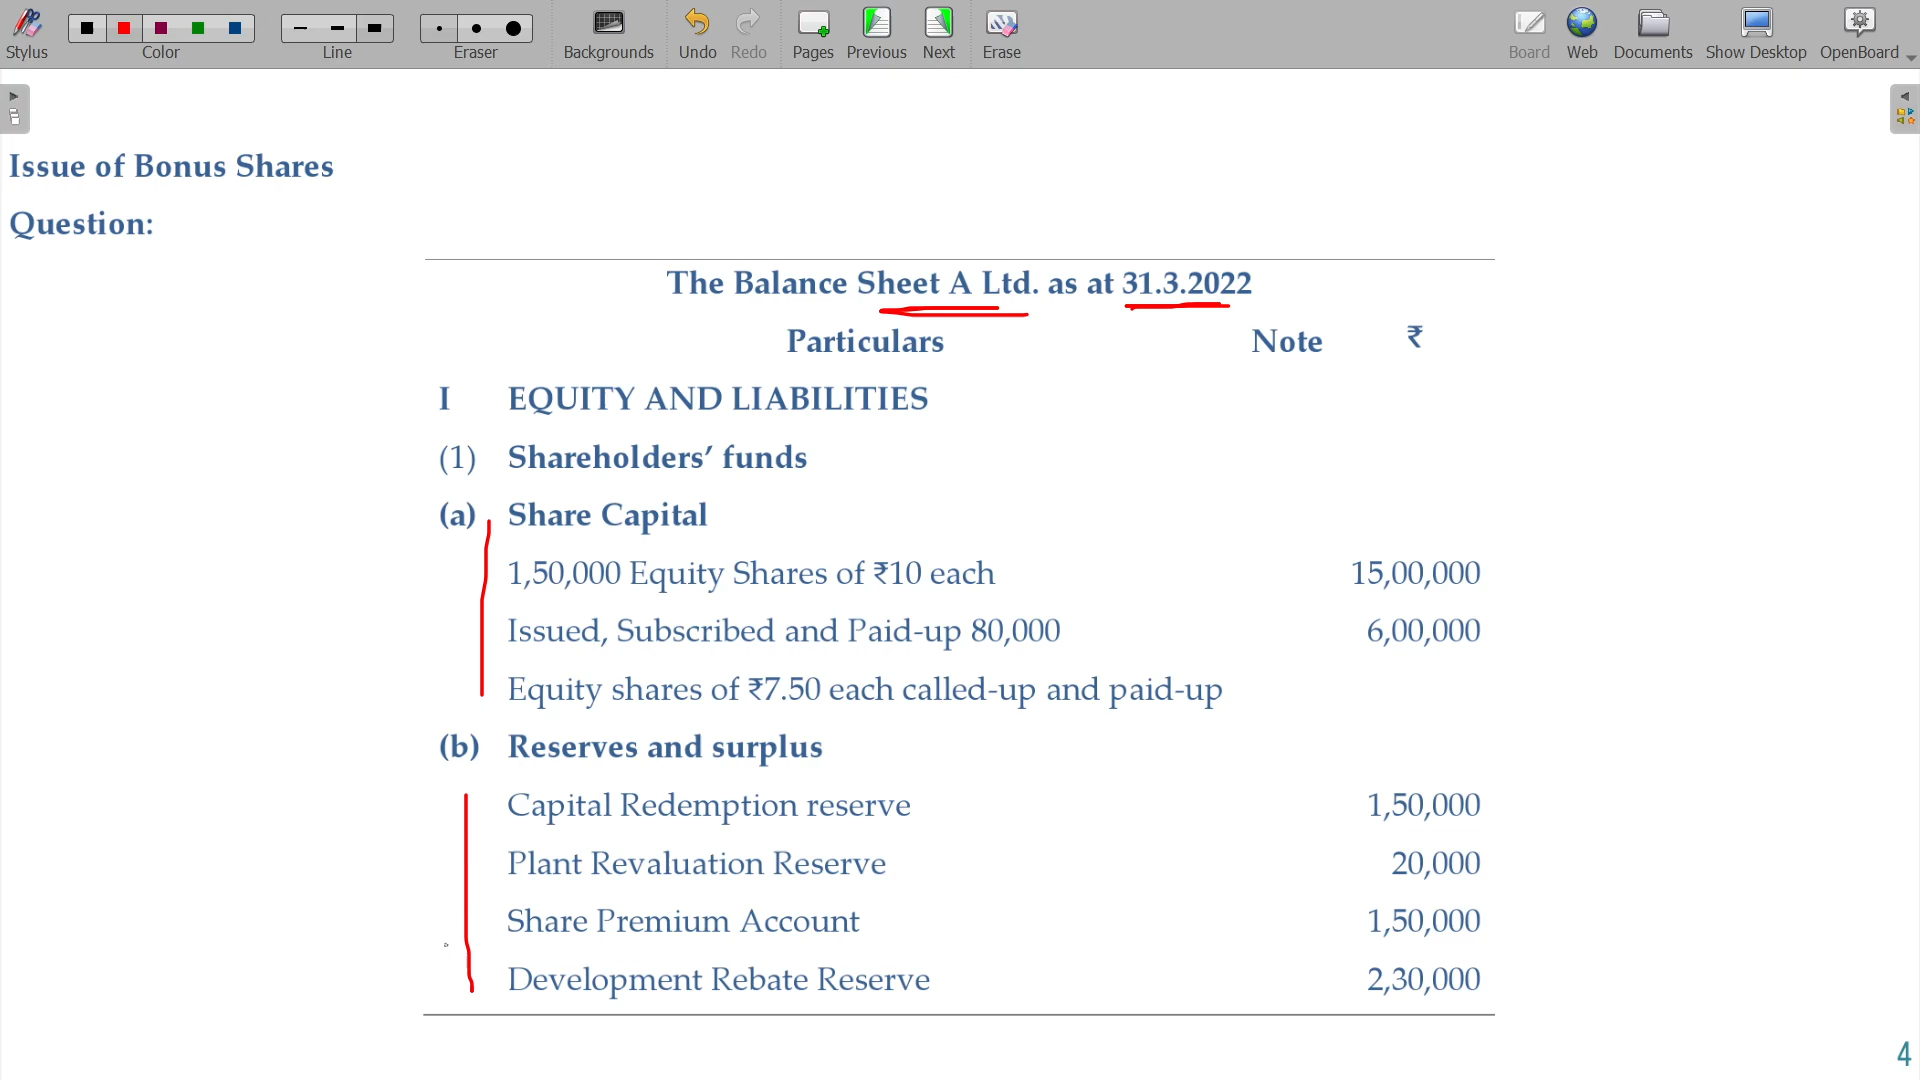 Stylus Color Line Eraser Backgrounds Undo Redo Pages Previous Next Erase Board Web Documents Show Desktop OpenBoard
Issue of Bonus Shares
Question:
The Balance Sheet A Ltd. as at 31.3.2022
Particulars Note ₹
I EQUITY AND LIABILITIES
(1) Shareholders’ funds
(a) Share Capital
1,50,000 Equity Shares of ₹10 each 15,00,000
Issued, Subscribed and Paid-up 80,000 6,00,000
Equity shares of ₹7.50 each called-up and paid-up
(b) Reserves and surplus
Capital Redemption reserve 1,50,000
Plant Revaluation Reserve 20,000
Share Premium Account 1,50,000
Development Rebate Reserve 2,30,000
4